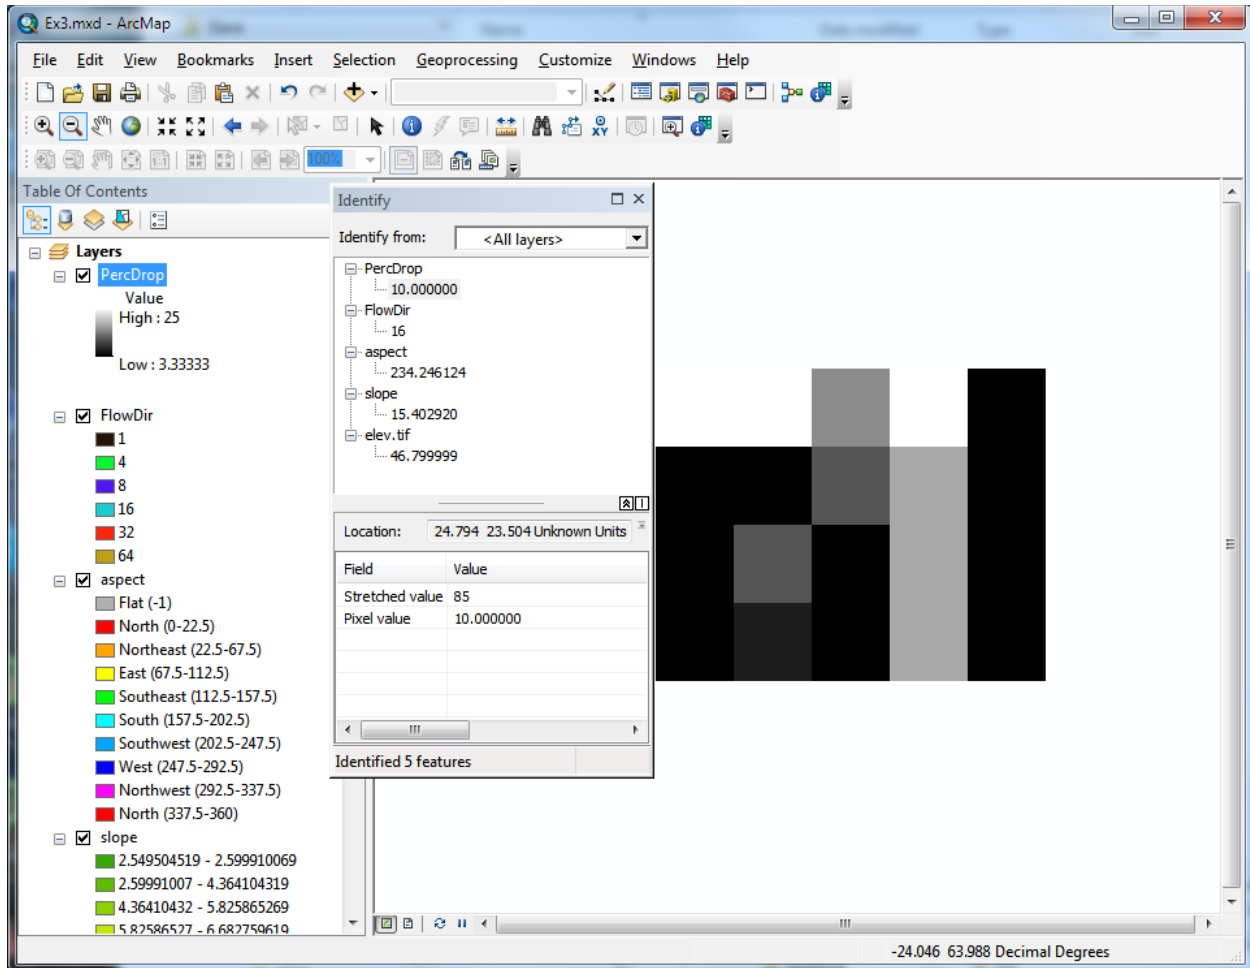 Ex3.mxd - ArcMap
File Edit View Bookmarks Insert Selection Geoprocessing Customize Windows Help
100%
Table Of Contents
Layers
PercDrop
Value
High : 25
Low : 3.33333
FlowDir
1
4
8
16
32
64
aspect
Flat (-1)
North (0-22.5)
Northeast (22.5-67.5)
East (67.5-112.5)
Southeast (112.5-157.5)
South (157.5-202.5)
Southwest (202.5-247.5)
West (247.5-292.5)
Northwest (292.5-337.5)
North (337.5-360)
slope
2.549504519 - 2.599910069
2.59991007 - 4.364104319
4.36410432 - 5.825865269
5.82586527 - 6.682759619
Identify
Identify from: <All layers>
PercDrop
10.000000
FlowDir
16
aspect
234.246124
slope
15.402920
elev.tif
46.799999
Location: 24.794 23.504 Unknown Units
Field Value
Stretched value 85
Pixel value 10.000000
Identified 5 features
-24.046 63.988 Decimal Degrees